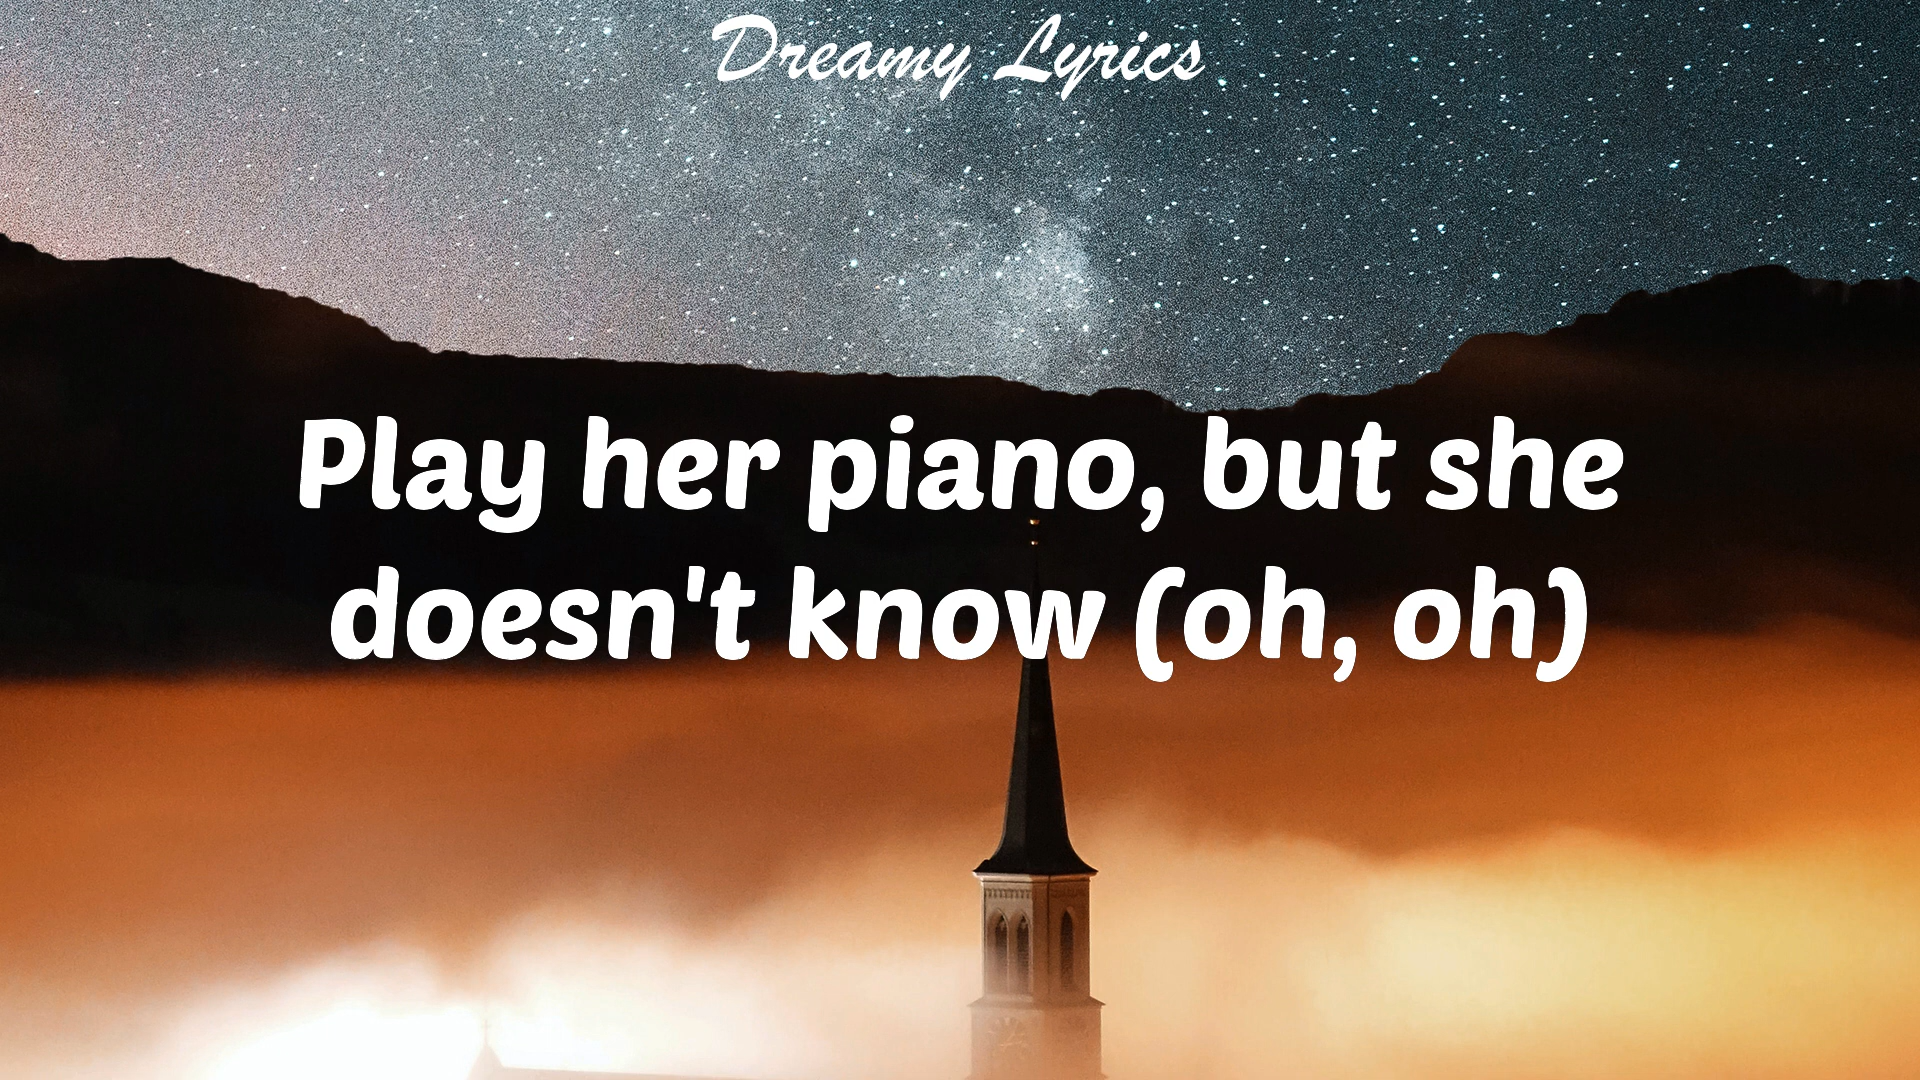 Dreamy Lyrics
Play her piano, but she
doesn't know (oh, oh)